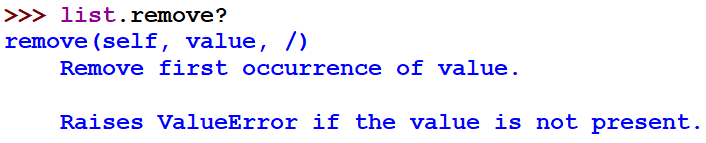 >>> list.remove?
remove(self, value, /)
Remove first occurrence of value.
Raises ValueError if the value is not present.